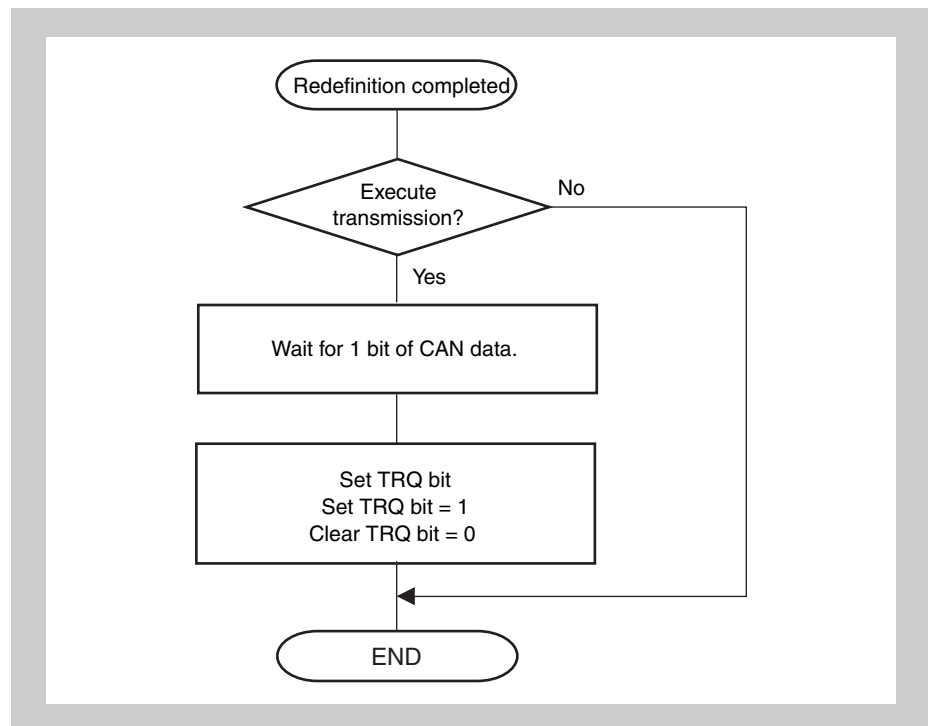 Redefinition completed
Execute
transmission?
No
Yes
Wait for 1 bit of CAN data.
Set TRQ bit
Set TRQ bit = 1
Clear TRQ bit = 0
END